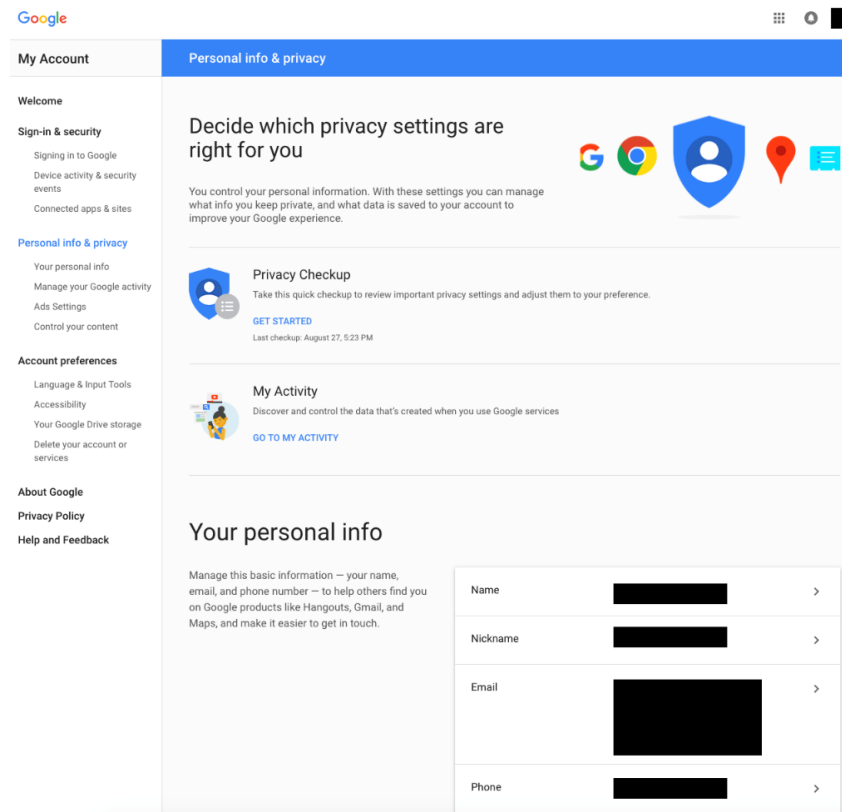 Google
My Account
Personal info & privacy
Welcome
Sign-in & security
Signing in to Google
Device activity & security
events
Connected apps & sites
Personal info & privacy
Your personal info
Manage your Google activity
Ads Settings
Control your content
Account preferences
Language & Input Tools
Accessibility
Your Google Drive storage
Delete your account or
services
About Google
Privacy Policy
Help and Feedback
Decide which privacy settings are
right for you
You control your personal information. With these settings you can manage
what info you keep private, and what data is saved to your account to
improve your Google experience.
Privacy Checkup
Take this quick checkup to review important privacy settings and adjust them to your preference.
GET STARTED
Last checkup: August 27, 5:23 PM
My Activity
Discover and control the data that's created when you use Google services
GO TO MY ACTIVITY
Your personal info
Manage this basic information — your name,
email, and phone number — to help others find you
on Google products like Hangouts, Gmail, and
Maps, and make it easier to get in touch.
Name
Nickname
Email
Phone